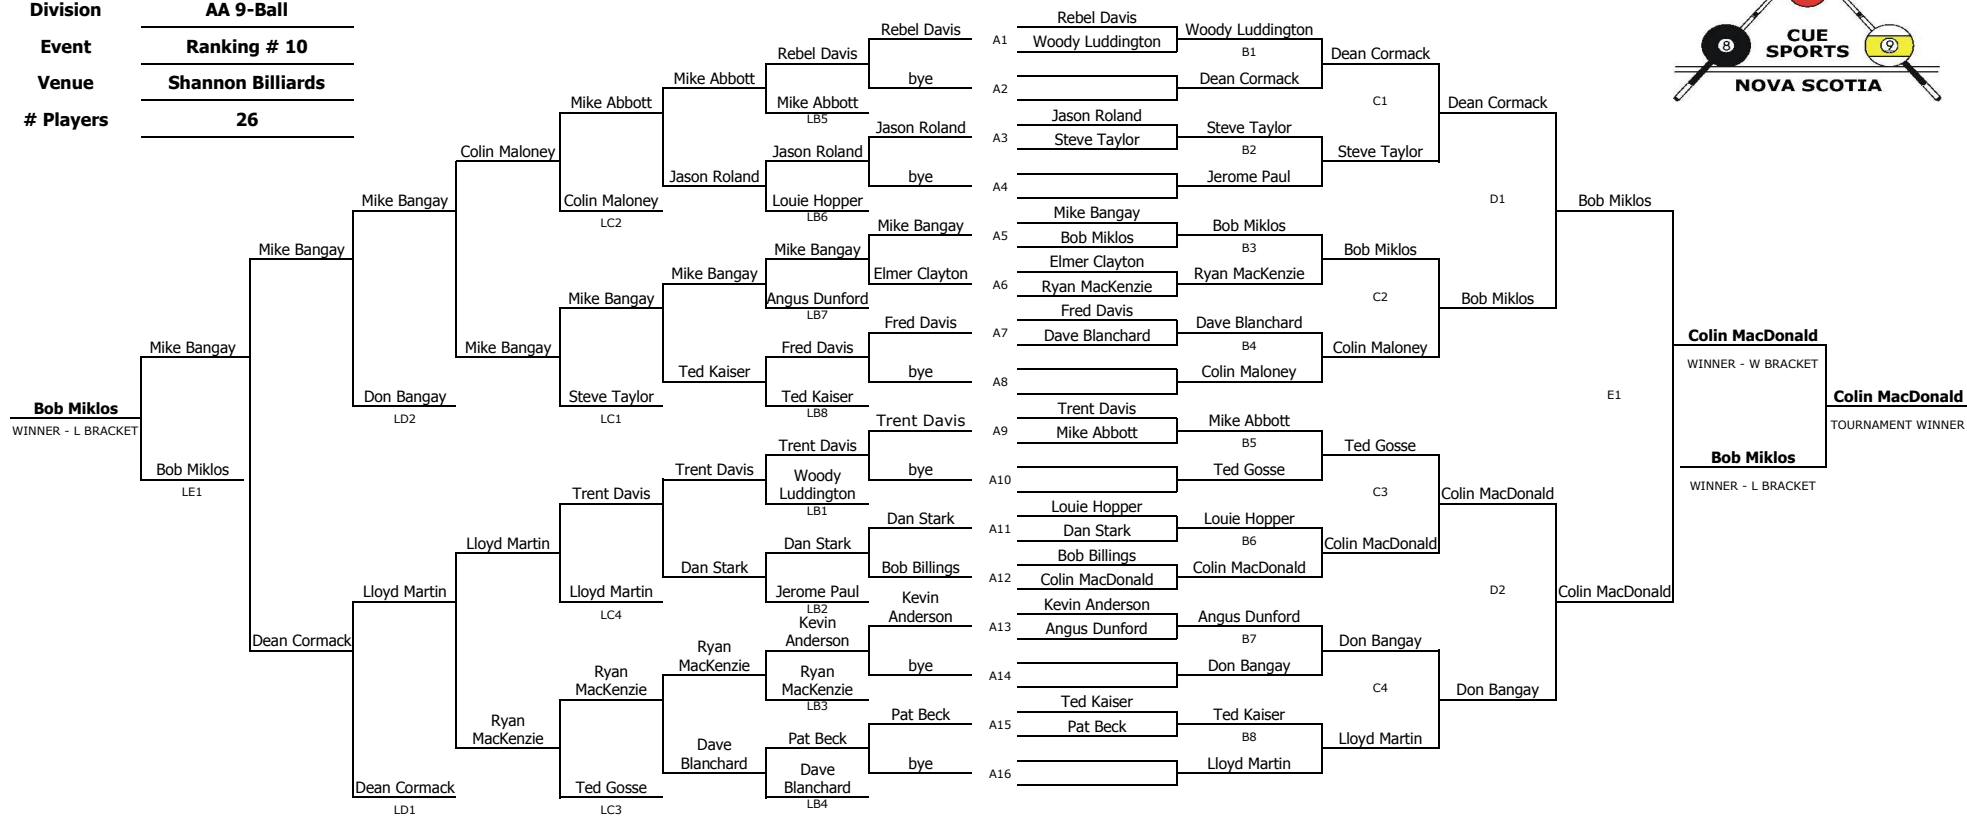 Division AA 9-Ball
Event Ranking # 10
Venue Shannon Billiards
# Players 26
8
CUE
SPORTS
9
NOVA SCOTIA
Bob Miklos
WINNER - L BRACKET
Mike Bangay
Bob Miklos
LE1
Mike Bangay
Dean Cormack
Mike Bangay
Don Bangay
LD2
Lloyd Martin
Dean Cormack
LD1
Colin Maloney
Mike Bangay
Lloyd Martin
Ryan
MacKenzie
Mike Abbott
Colin Maloney
LC2
Mike Bangay
Steve Taylor
LC1
Trent Davis
Lloyd Martin
LC4
Ryan
MacKenzie
Ted Gosse
LC3
Mike Abbott
Jason Roland
Mike Bangay
Ted Kaiser
Trent Davis
Dan Stark
Ryan
MacKenzie
Dave
Blanchard
Rebel Davis
Mike Abbott
LB5
Jason Roland
Louie Hopper
LB6
Mike Bangay
Angus Dunford
LB7
Fred Davis
Ted Kaiser
LB8
Trent Davis
Woody
Luddington
LB1
Dan Stark
Jerome Paul
LB2
Kevin
Anderson
Ryan
MacKenzie
LB3
Pat Beck
Dave
Blanchard
LB4
Rebel Davis
bye
Jason Roland
bye
Mike Bangay
Elmer Clayton
Fred Davis
bye
Trent Davis
bye
Dan Stark
Bob Billings
Kevin
Anderson
bye
Pat Beck
bye
A1
A2
A3
A4
A5
A6
A7
A8
A9
A10
A11
A12
A13
A14
A15
A16
Rebel Davis
Woody Luddington
Jason Roland
Steve Taylor
Mike Bangay
Bob Miklos
Elmer Clayton
Ryan MacKenzie
Fred Davis
Dave Blanchard
Trent Davis
Mike Abbott
Louie Hopper
Dan Stark
Bob Billings
Colin MacDonald
Kevin Anderson
Angus Dunford
Ted Kaiser
Pat Beck
Woody Luddington
B1
Dean Cormack
Steve Taylor
B2
Jerome Paul
Bob Miklos
B3
Ryan MacKenzie
Dave Blanchard
B4
Colin Maloney
Mike Abbott
B5
Ted Gosse
Louie Hopper
B6
Colin MacDonald
Angus Dunford
B7
Don Bangay
Ted Kaiser
B8
Lloyd Martin
Dean Cormack
C1
Steve Taylor
Bob Miklos
C2
Colin Maloney
Ted Gosse
C3
Colin MacDonald
Don Bangay
C4
Lloyd Martin
Dean Cormack
D1
Bob Miklos
Colin MacDonald
D2
Don Bangay
Bob Miklos
E1
Colin MacDonald
Colin MacDonald
WINNER - W BRACKET
Bob Miklos
WINNER - L BRACKET
Colin MacDonald
TOURNAMENT WINNER